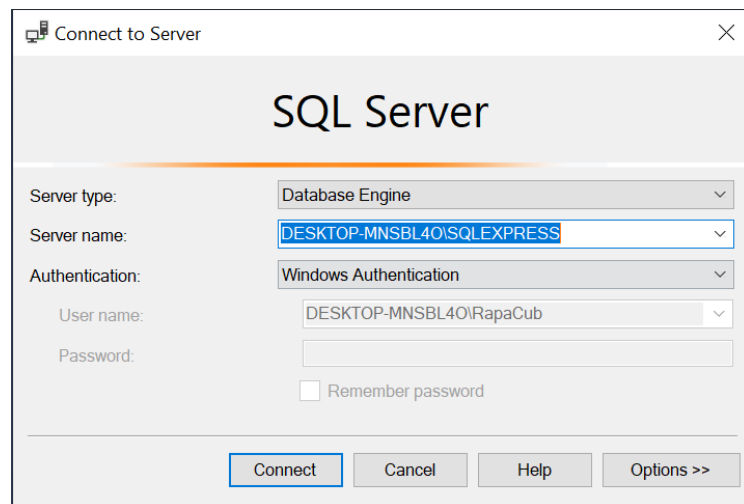 Connect to Server
SQL Server
Server type: Database Engine
Server name: DESKTOP-MNSBL4O\SQLEXPRESS
Authentication: Windows Authentication
User name: DESKTOP-MNSBL4O\RapaCub
Password:
Remember password
Connect Cancel Help Options >>